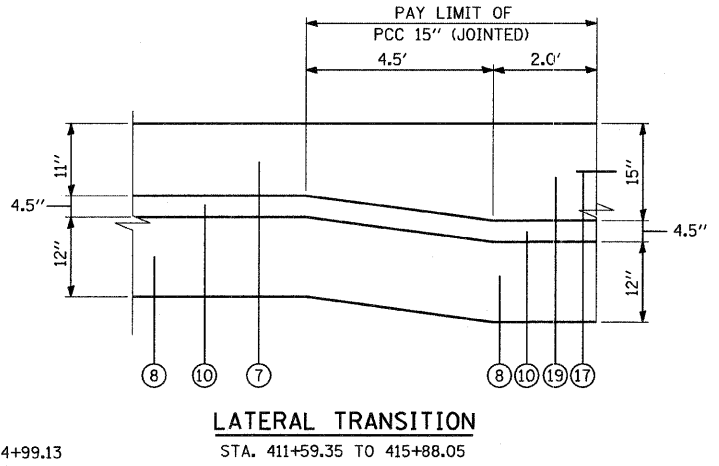 PAY LIMIT OF
PCC 15" (JOINTED)
4.5'
2.0'
11"
15"
4.5"
4.5"
12"
12"
8 10 7 8 10 19 17
LATERAL TRANSITION
4+99.13
STA. 411+59.35 TO 415+88.05